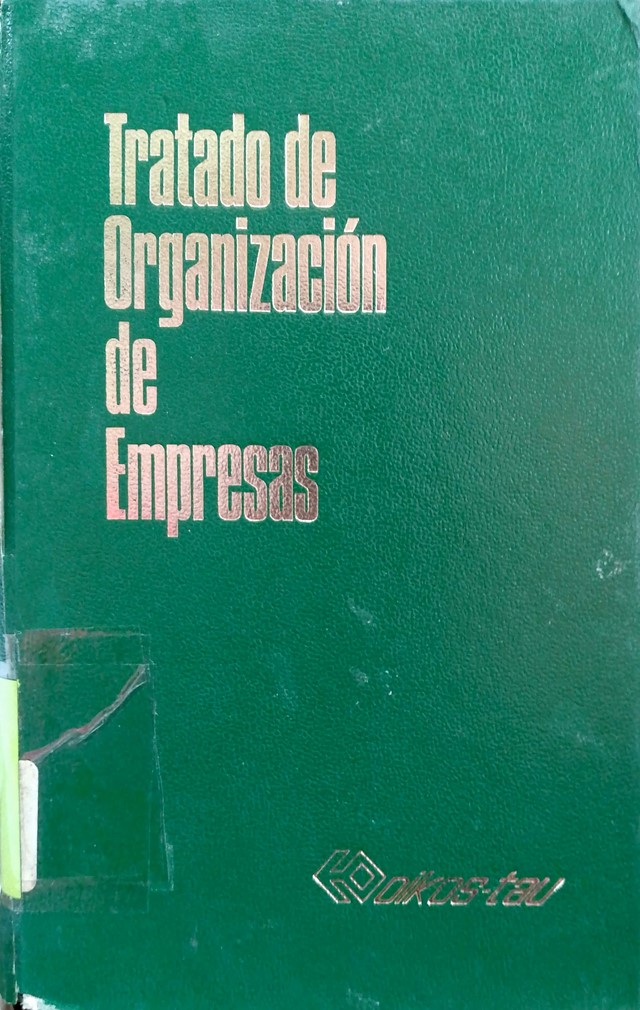 Tratado de
Organización
de
Empresas
oikos-tau